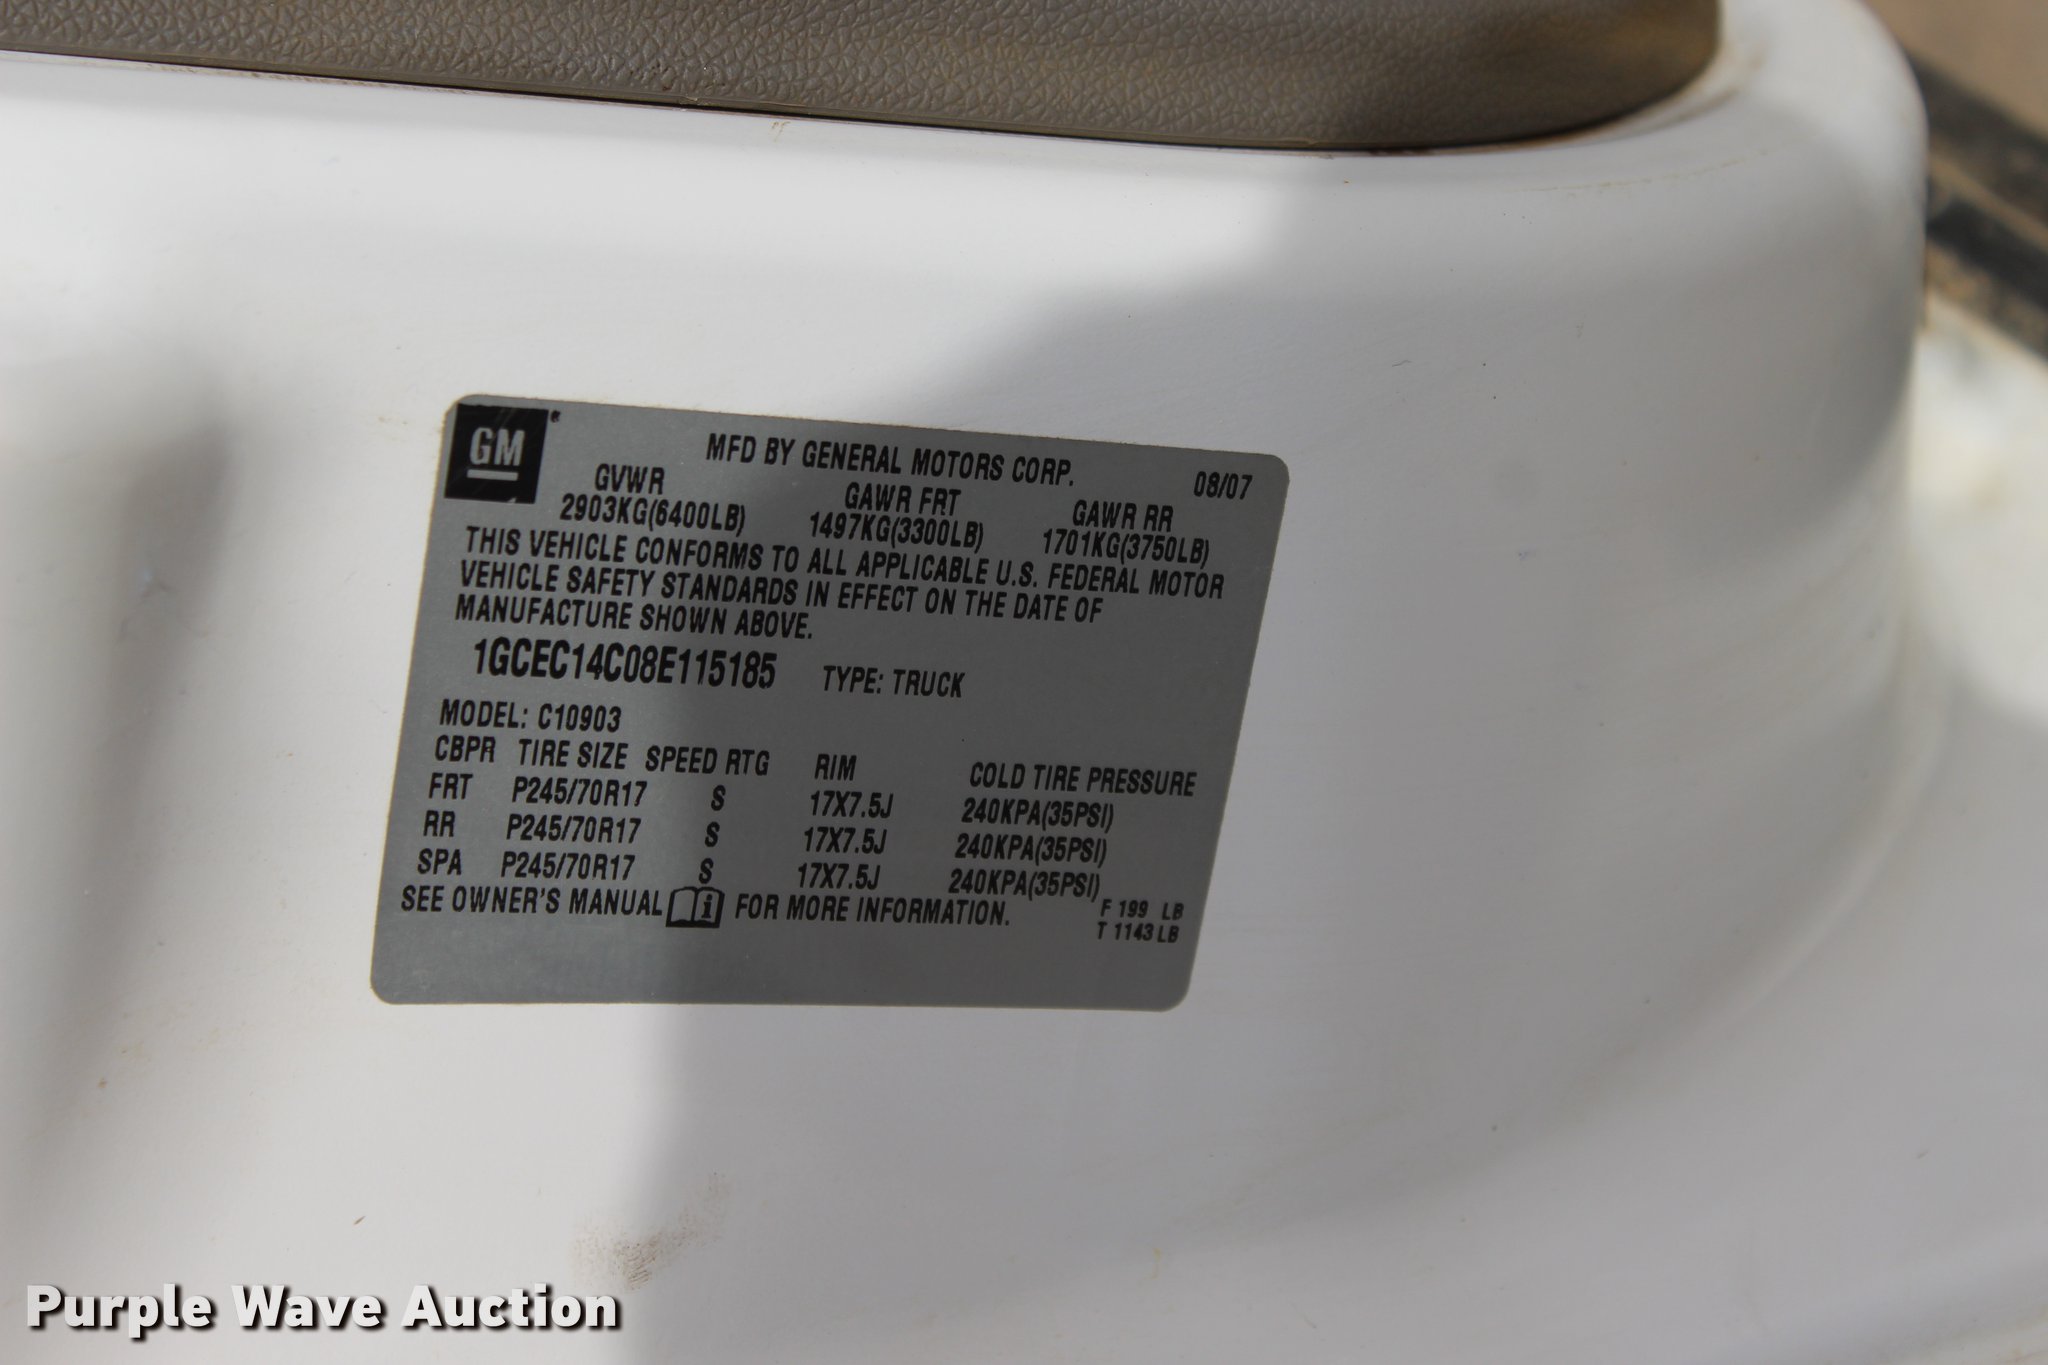 GM
MFD BY GENERAL MOTORS CORP. 08/07
GVWR GAWR FRT GAWR RR
2903KG(6400LB) 1497KG(3300LB) 1701KG(3750LB)
THIS VEHICLE CONFORMS TO ALL APPLICABLE U.S. FEDERAL MOTOR
VEHICLE SAFETY STANDARDS IN EFFECT ON THE DATE OF
MANUFACTURE SHOWN ABOVE.
1GCEC14C08E115185 TYPE: TRUCK
MODEL: C10903
CBPR TIRE SIZE SPEED RTG RIM COLD TIRE PRESSURE
FRT P245/70R17 S 17X7.5J 240KPA(35PSI)
RR P245/70R17 S 17X7.5J 240KPA(35PSI)
SPA P245/70R17 S 17X7.5J 240KPA(35PSI)
SEE OWNER'S MANUAL i FOR MORE INFORMATION.
F 199 LB
T 1143 LB
Purple Wave Auction